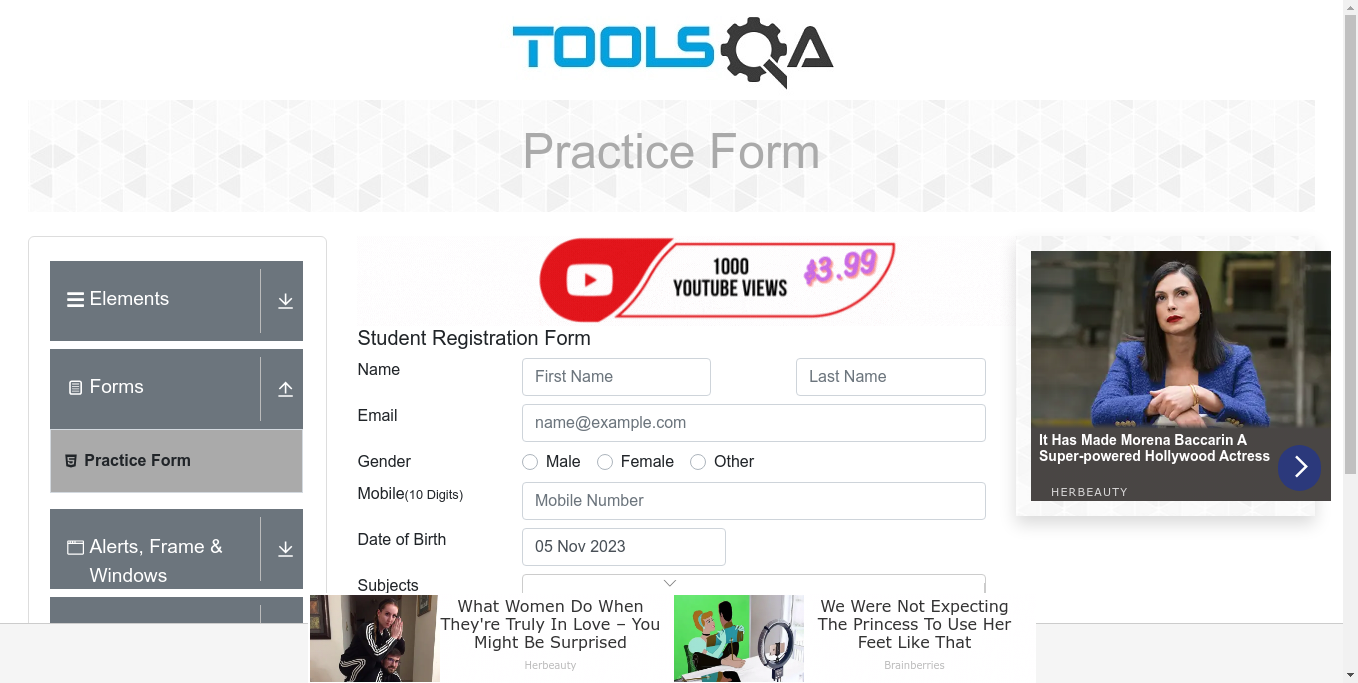 TOOLSQA
Practice Form
Elements
Forms
Practice Form
Alerts, Frame &
Windows
1000
YOUTUBE VIEWS
$3.99
Student Registration Form
Name
First Name
Last Name
Email
name@example.com
Gender
Male
Female
Other
Mobile(10 Digits)
Mobile Number
Date of Birth
05 Nov 2023
Subjects
It Has Made Morena Baccarin A
Super-powered Hollywood Actress
HERBEAUTY
What Women Do When
They're Truly In Love – You
Might Be Surprised
Herbeauty
We Were Not Expecting
The Princess To Use Her
Feet Like That
Brainberries